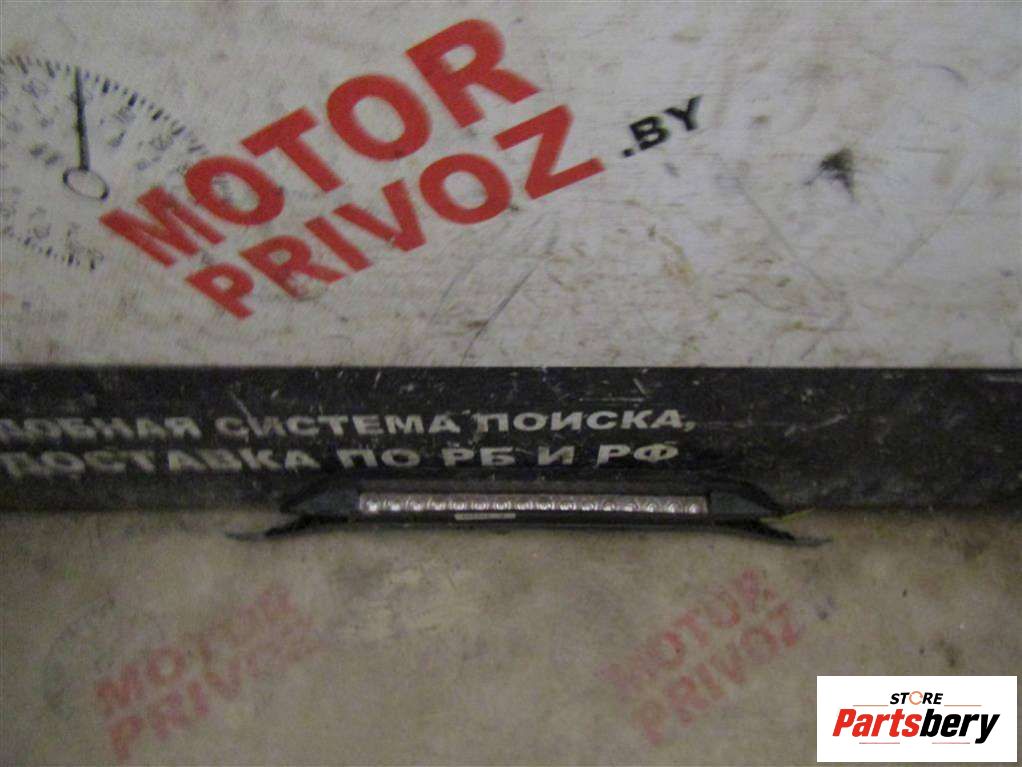 MOTOR
PRIVOZ
.BY
ДОБНАЯ СИСТЕМА ПОИСКА,
ДОСТАВКА ПО РБ И РФ
MOTOR
PRIVOZ
MOTOR
PRIVOZ
STORE
Partsbery